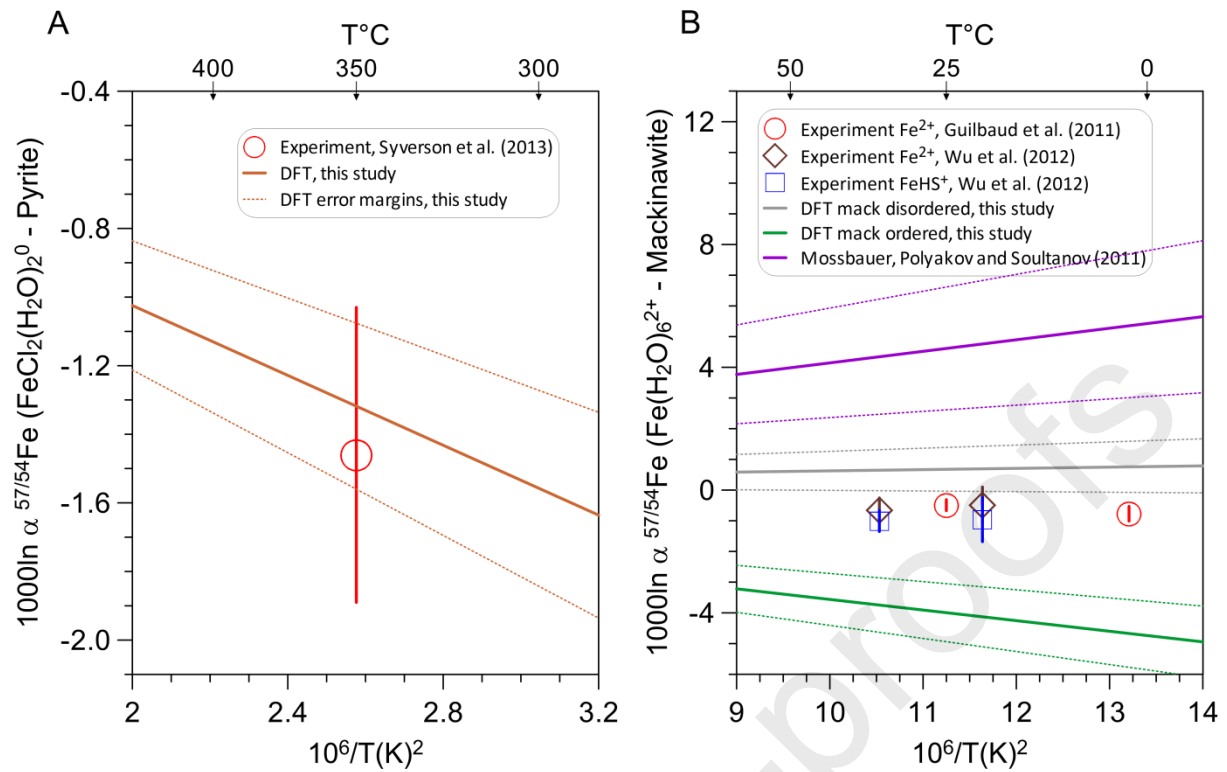 A
T°C
400 350 300
-0.4
-0.8
-1.2
-1.6
-2.0
1000ln α ⁵⁷/⁵⁴Fe (FeCl₂(H₂O)₂⁰ - Pyrite)
Experiment, Syverson et al. (2013)
DFT, this study
DFT error margins, this study
2 2.4 2.8 3.2
10⁶/T(K)²
B
T°C
50 25 0
12
8
4
0
-4
1000ln α ⁵⁷/⁵⁴Fe (Fe(H₂O)₆²⁺ - Mackinawite)
Experiment Fe²⁺, Guilbaud et al. (2011)
Experiment Fe²⁺, Wu et al. (2012)
Experiment FeHS⁺, Wu et al. (2012)
DFT mack disordered, this study
DFT mack ordered, this study
Mossbauer, Polyakov and Soultanov (2011)
9 10 11 12 13 14
10⁶/T(K)²
proofs